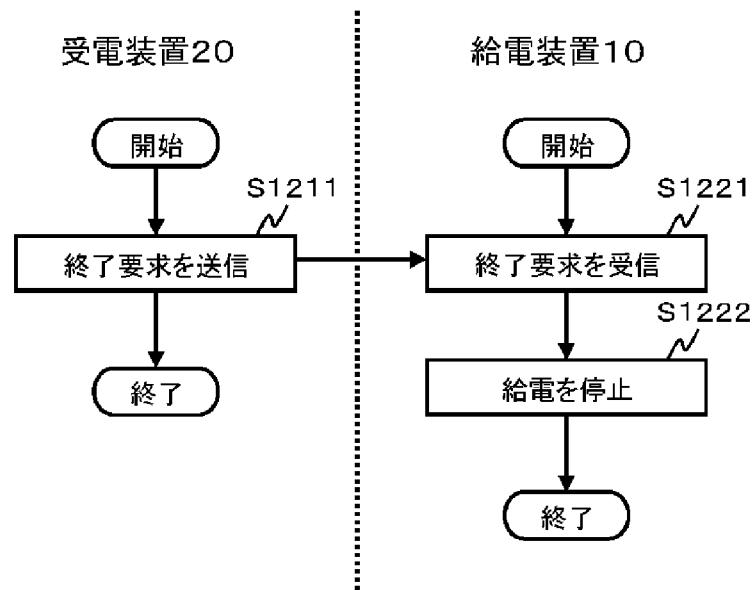 受電装置20
給電装置10
開始
開始
S1211
S1221
終了要求を送信
終了要求を受信
S1222
終了
給電を停止
終了